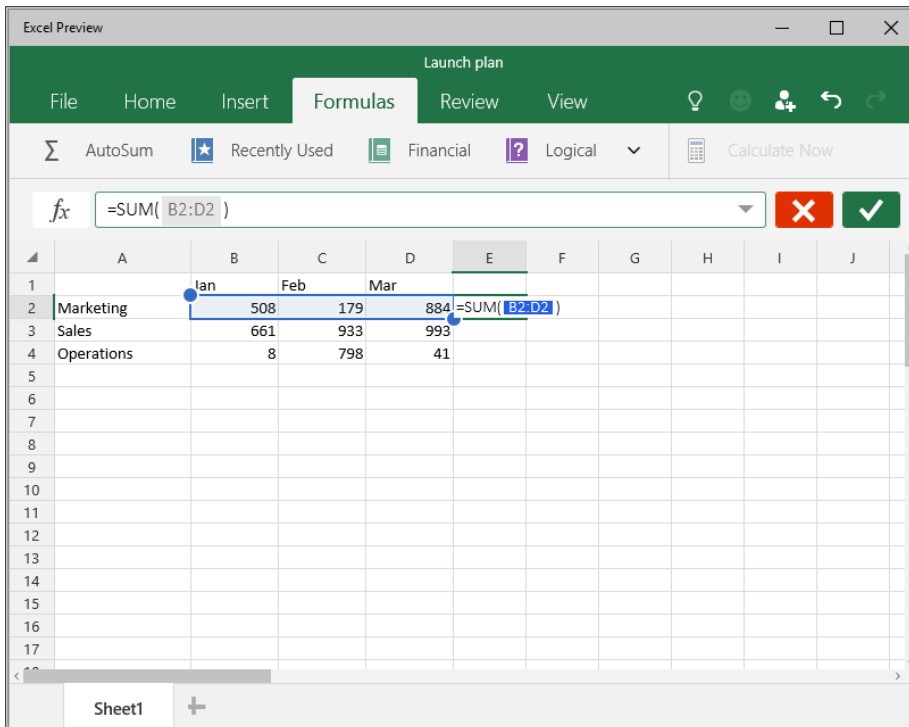 Excel Preview
Launch plan
File Home Insert Formulas Review View
Σ AutoSum Recently Used Financial ? Logical Calculate Now
fx =SUM( B2:D2 )
A B C D E F G H I J
1 Jan Feb Mar
2 Marketing 508 179 884 =SUM( B2:D2 )
3 Sales 661 933 993
4 Operations 8 798 41
5
6
7
8
9
10
11
12
13
14
15
16
17
Sheet1